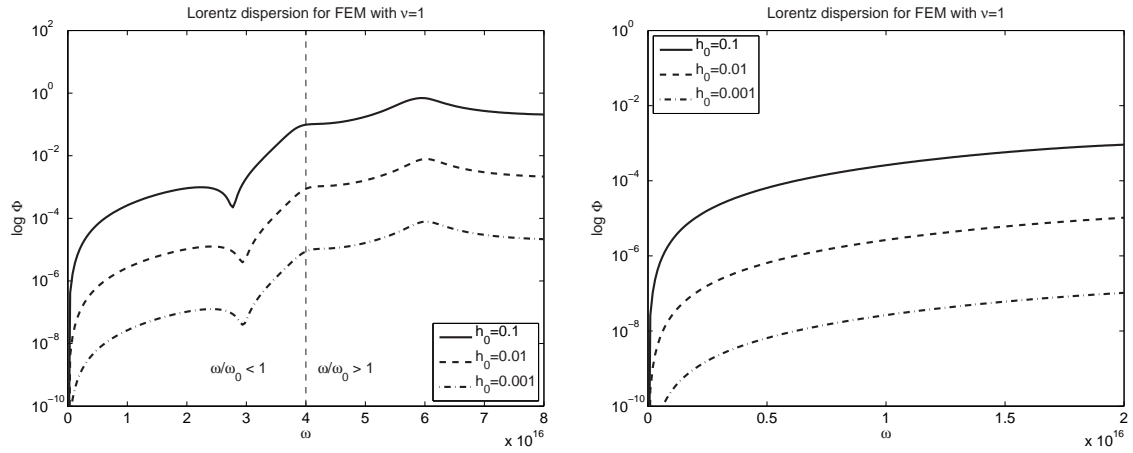 Lorentz dispersion for FEM with ν=1
log Φ
10^2
10^0
10^-2
10^-4
10^-6
10^-8
10^-10
ω/ω_0 < 1
ω/ω_0 > 1
h_0=0.1
h_0=0.01
h_0=0.001
0 1 2 3 4 5 6 7 8
ω
x 10^16
Lorentz dispersion for FEM with ν=1
log Φ
10^0
10^-2
10^-4
10^-6
10^-8
10^-10
h_0=0.1
h_0=0.01
h_0=0.001
0 0.5 1 1.5 2
ω
x 10^16